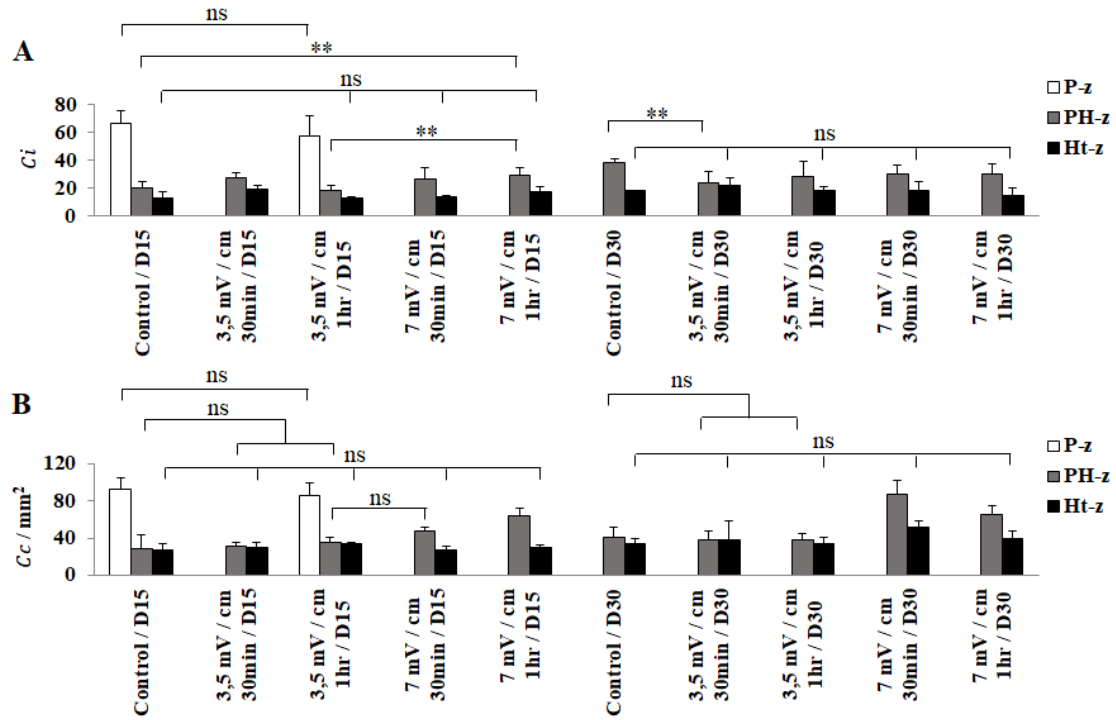 ns
A
**
ns
**
**
ns
P-z
PH-z
Ht-z
Ci
80
60
40
20
0
Control / D15
3,5 mV / cm
30min / D15
3,5 mV / cm
1hr / D15
7 mV / cm
30min / D15
7 mV / cm
1hr / D15
Control / D30
3,5 mV / cm
30min / D30
3,5 mV / cm
1hr / D30
7 mV / cm
30min / D30
7 mV / cm
1hr / D30
B
ns
ns
ns
ns
ns
ns
P-z
PH-z
Ht-z
Cc / mm²
120
80
40
0
Control / D15
3,5 mV / cm
30min / D15
3,5 mV / cm
1hr / D15
7 mV / cm
30min / D15
7 mV / cm
1hr / D15
Control / D30
3,5 mV / cm
30min / D30
3,5 mV / cm
1hr / D30
7 mV / cm
30min / D30
7 mV / cm
1hr / D30